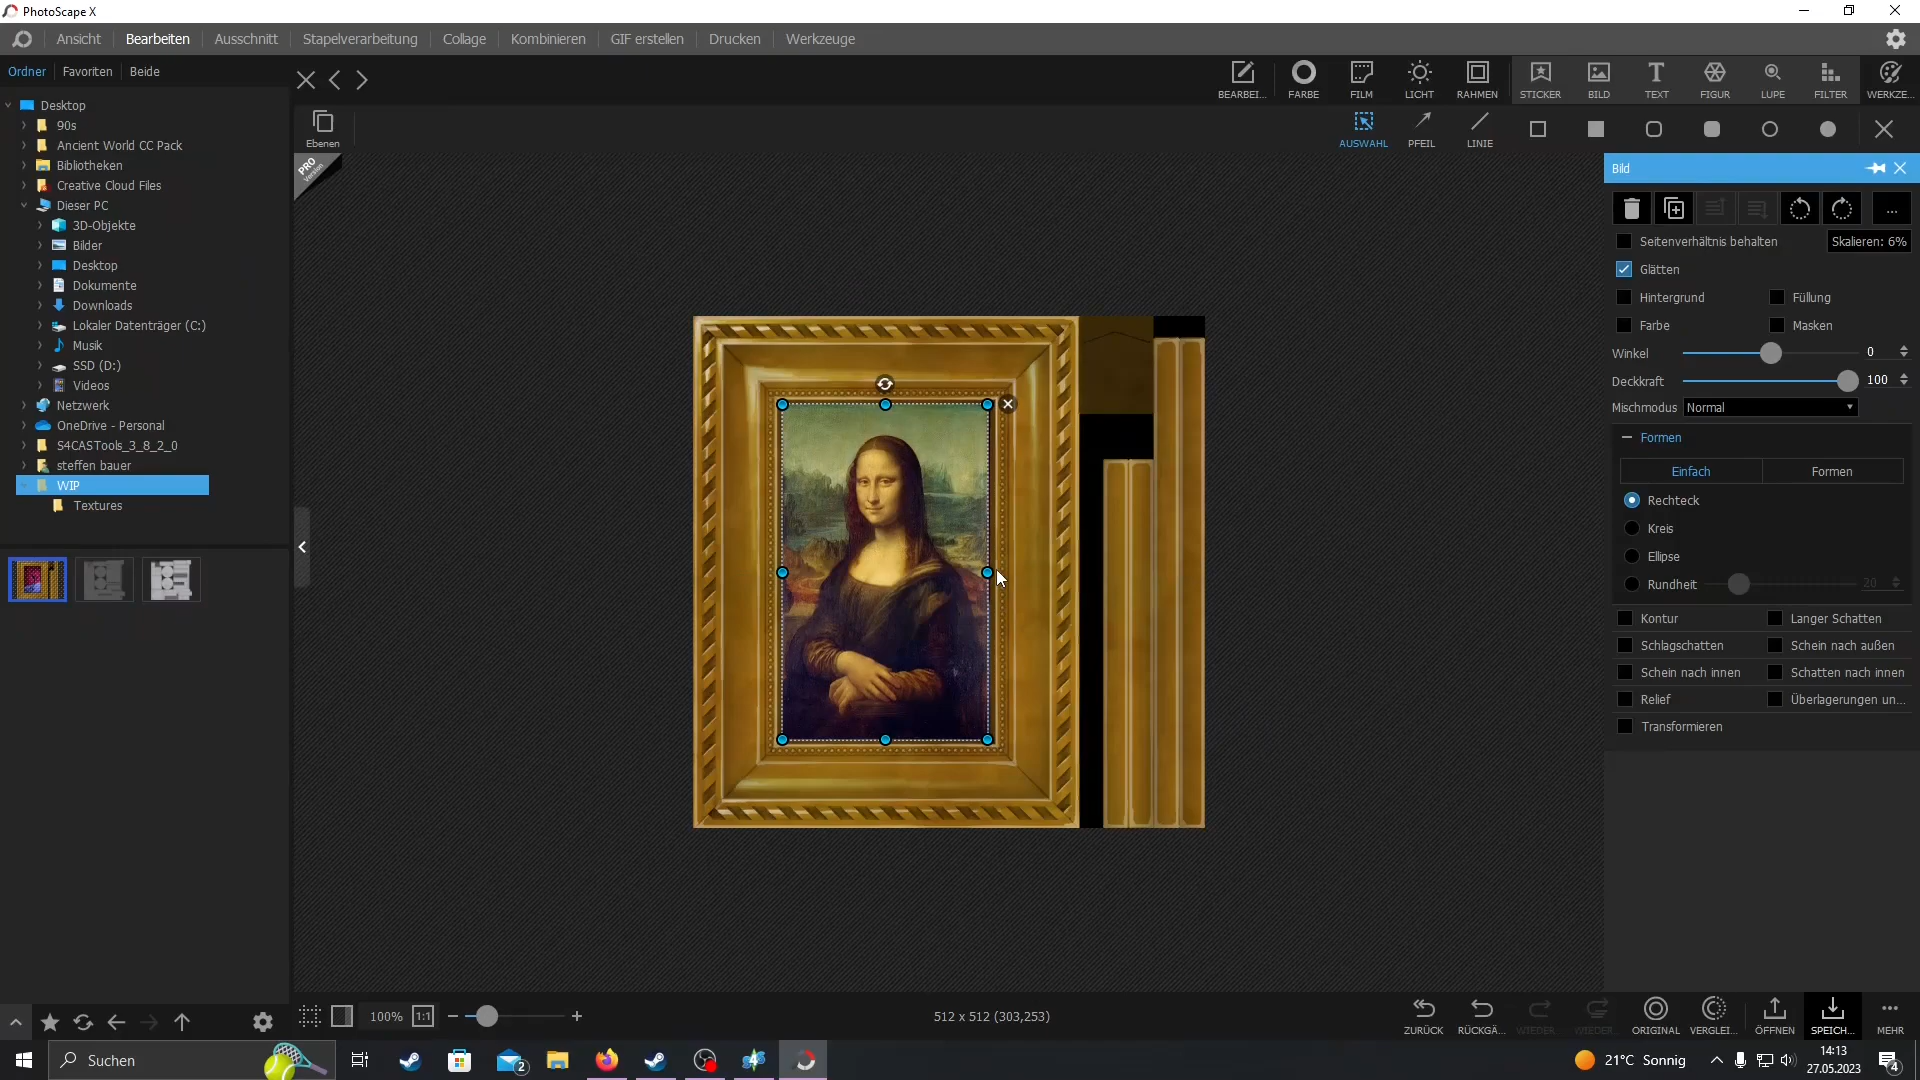 PhotoScape X
Ansicht Bearbeiten Ausschnitt Stapelverarbeitung Collage Kombinieren GIF erstellen Drucken Werkzeuge
Ordner Favoriten Beide
BEARBEI... FARBE FILM LICHT RAHMEN STICKER BILD TEXT FIGUR LUPE FILTER WERKZE...
Ebenen AUSWAHL PFEIL LINIE
PRO
Version
Desktop
90s
Ancient World CC Pack
Bibliotheken
Creative Cloud Files
Dieser PC
3D-Objekte
Bilder
Desktop
Dokumente
Downloads
Lokaler Datenträger (C:)
Musik
SSD (D:)
Videos
Netzwerk
OneDrive - Personal
S4CASTools_3_8_2_0
steffen bauer
WIP
Textures
Bild
...
Seitenverhältnis behalten Skalieren: 6%
Glätten
Hintergrund Füllung
Farbe Masken
Winkel 0
Deckkraft 100
Mischmodus Normal
Formen
Einfach Formen
Rechteck
Kreis
Ellipse
Rundheit 20
Kontur Langer Schatten
Schlagschatten Schein nach außen
Schein nach innen Schatten nach innen
Relief Überlagerungen un...
Transformieren
100% 1:1 512 x 512 (303,253)
ZURÜCK RÜCKGÄ... WIEDER... WIEDER... ORIGINAL VERGLEI... ÖFFNEN SPEICH... MEHR
Suchen 2 21°C Sonnig 14:13
27.05.2023 4